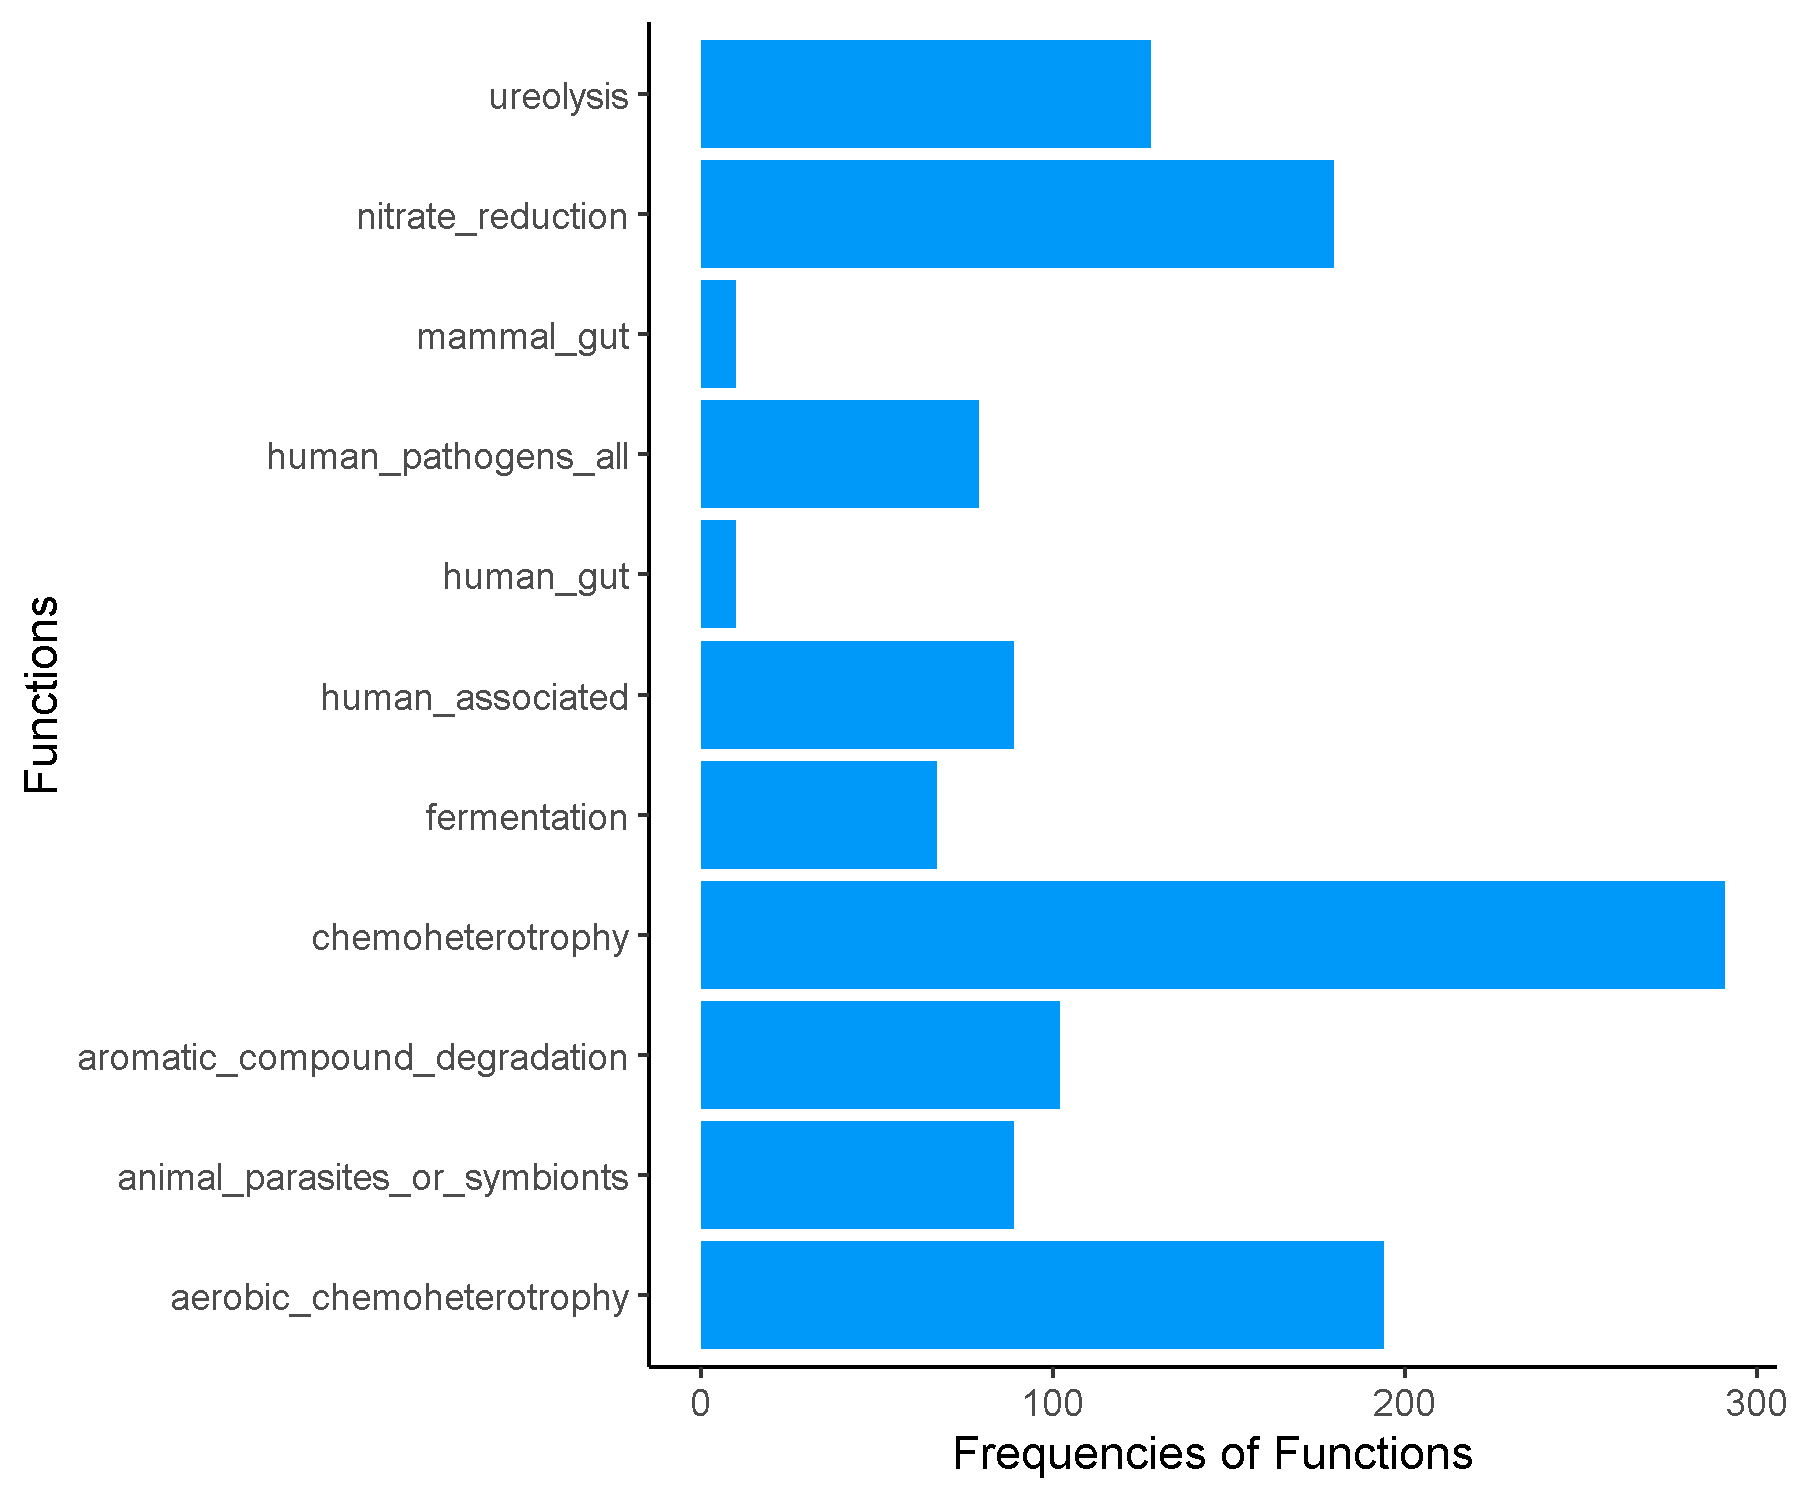 ureolysis
nitrate_reduction
mammal_gut
human_pathogens_all
human_gut
human_associated
fermentation
chemoheterotrophy
aromatic_compound_degradation
animal_parasites_or_symbionts
aerobic_chemoheterotrophy
Functions
0 100 200 300
Frequencies of Functions